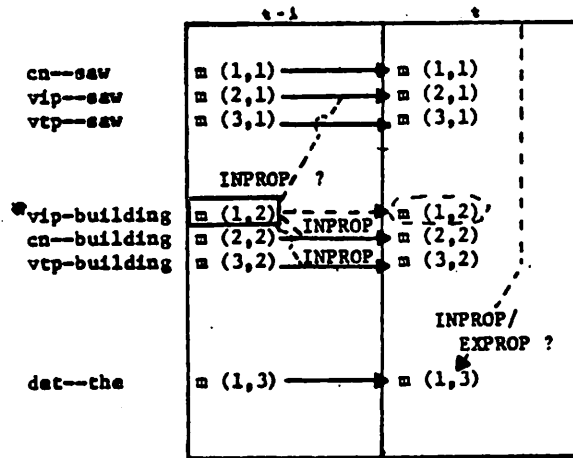 t-i t
cn--saw m (1,1) m (1,1)
vip--saw m (2,1) m (2,1)
vtp--saw m (3,1) m (3,1)
INPROP ?
*vip-building m (1,2) m (1,2)
INPROP
cn--building m (2,2) m (2,2)
vtp-building m (3,2) INPROP m (3,2)
INPROP/
EXPROP ?
det--the m (1,3) m (1,3)